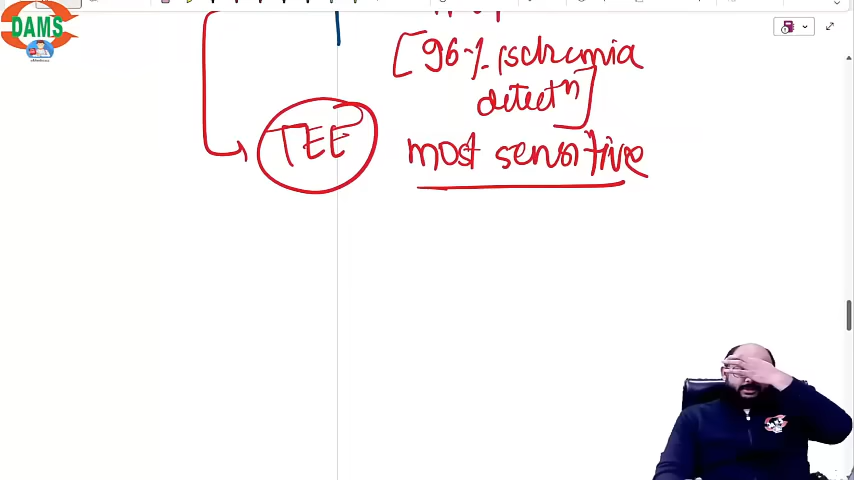 DAMS
[96% ischemia
detectⁿ]
TEE
most sensitive